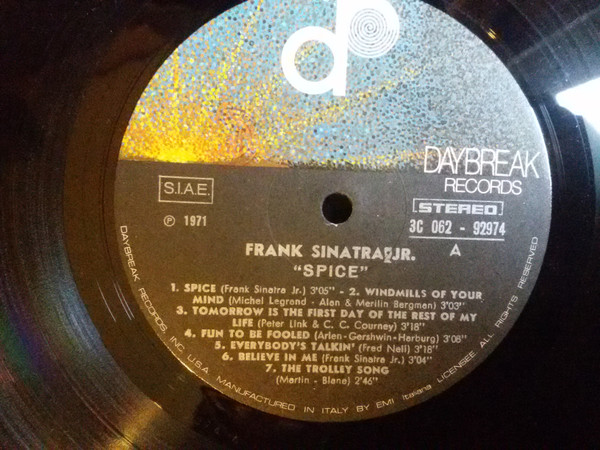 DAYBREAK
RECORDS
S.I.A.E.
STEREO
℗ 1971
3C 062 - 92974
A
FRANK SINATRA JR.
"SPICE"
1. SPICE (Frank Sinatra Jr.) 3'05" - 2. WINDMILLS OF YOUR
MIND (Michel Legrand - Alan & Merilin Bergmen) 3'03"
3. TOMORROW IS THE FIRST DAY OF THE REST OF MY
LIFE (Peter Link & C. C. Courney) 3'18"
4. FUN TO BE FOOLED (Arlen-Gershwin-Harburg) 3'08"
5. EVERYBODY'S TALKIN' (Fred Neil) 3'18"
6. BELIEVE IN ME (Frank Sinatra Jr.) 3'04"
7. THE TROLLEY SONG
(Martin - Blane) 2'46"
DAYBREAK RECORDS, INC. U.S.A. MANUFACTURED IN ITALY BY EMI Italiana LICENSEE ALL RIGHTS RESERVED